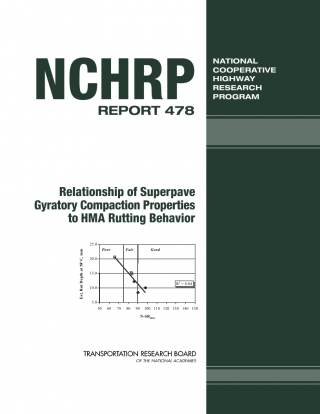 NCHRP
REPORT 478
NATIONAL
COOPERATIVE
HIGHWAY
RESEARCH
PROGRAM
Relationship of Superpave
Gyratory Compaction Properties
to HMA Rutting Behavior
25.0
20.0
15.0
10.0
5.0
Poor Fair Good
50 60 70 80 90 100 110 120 130 140 150
TRANSPORTATION RESEARCH BOARD
OF THE NATIONAL ACADEMIES